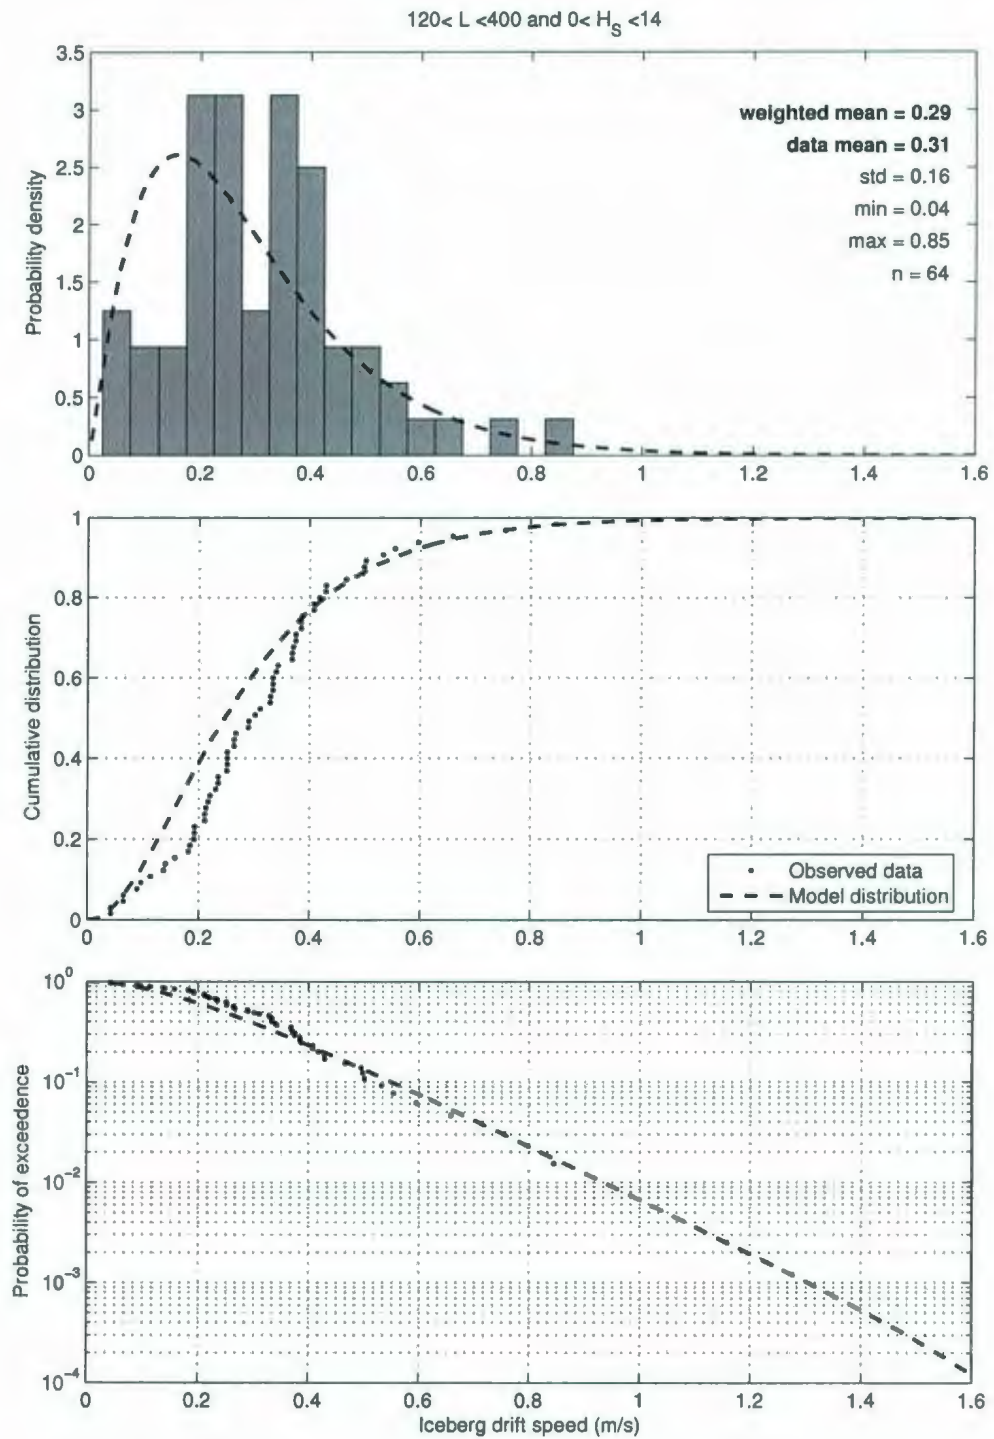 120< L <400 and 0< H_S <14
3.5
3
2.5
2
1.5
1
0.5
0
Probability density
weighted mean = 0.29
data mean = 0.31
std = 0.16
min = 0.04
max = 0.85
n = 64
0 0.2 0.4 0.6 0.8 1 1.2 1.4 1.6
1
0.8
0.6
0.4
0.2
0
Cumulative distribution
Observed data
Model distribution
0 0.2 0.4 0.6 0.8 1 1.2 1.4 1.6
10^0
10^-1
10^-2
10^-3
10^-4
Probability of exceedence
0 0.2 0.4 0.6 0.8 1 1.2 1.4 1.6
Iceberg drift speed (m/s)